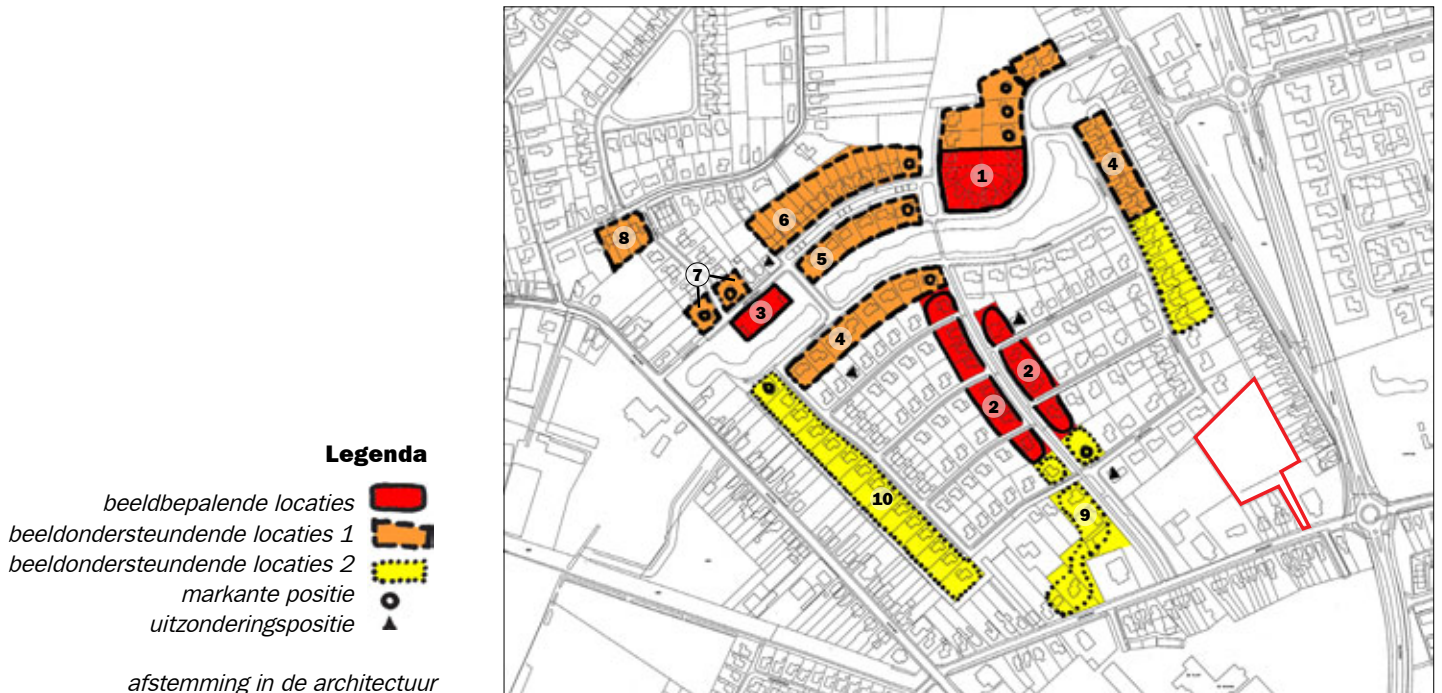 Legenda
beeldbepalende locaties
beeldondersteundende locaties 1
beeldondersteundende locaties 2
markante positie
uitzonderingspositie
afstemming in de architectuur
1
4
6
8
5
7
3
4
2
2
10
9